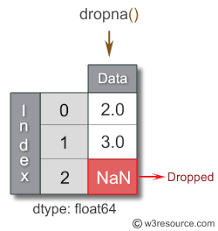 dropna()
Data
Index
0 2.0
1 3.0
2 NaN Dropped
dtype: float64
© w3resource.com